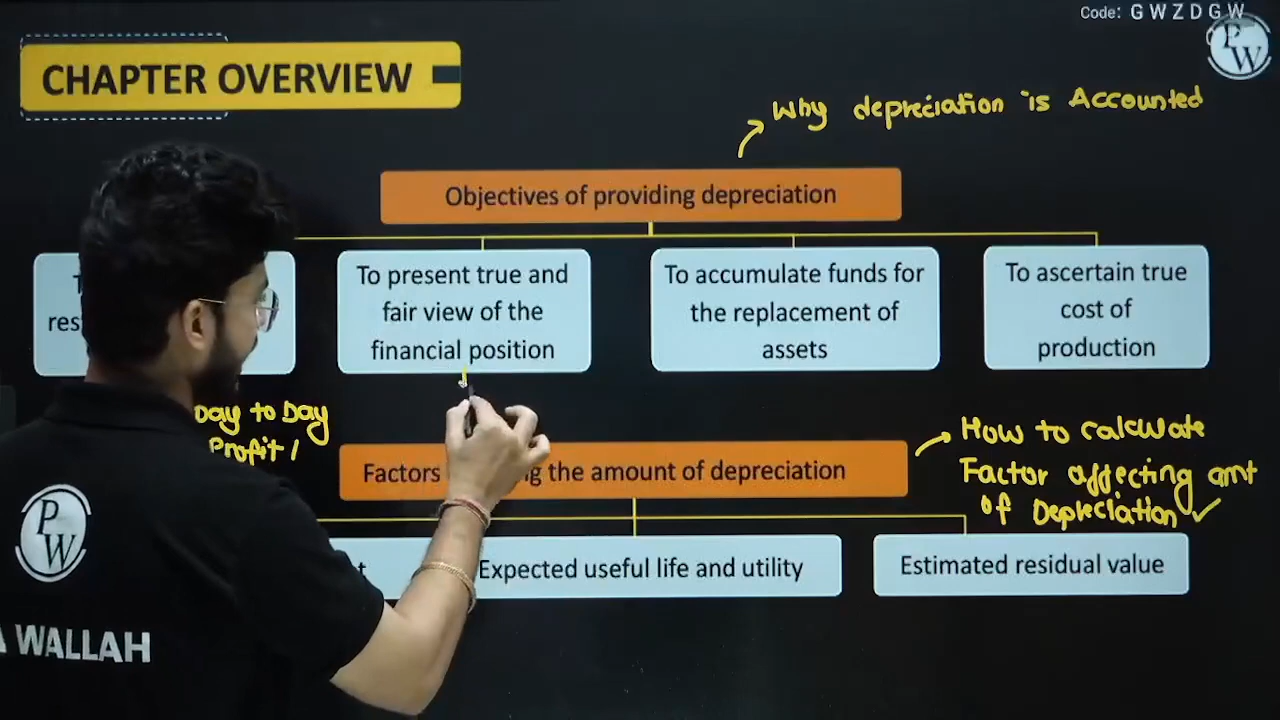 Code: G W Z D G W
P
W
CHAPTER OVERVIEW
Why depreciation is Accounted
Objectives of providing depreciation
To present true and
fair view of the
financial position
To accumulate funds for
the replacement of
assets
To ascertain true
cost of
production
Day to Day
Profit
How to calculate
Factor affecting amt
of Depreciation
Factors the amount of depreciation
Expected useful life and utility
Estimated residual value
P
W
WALLAH